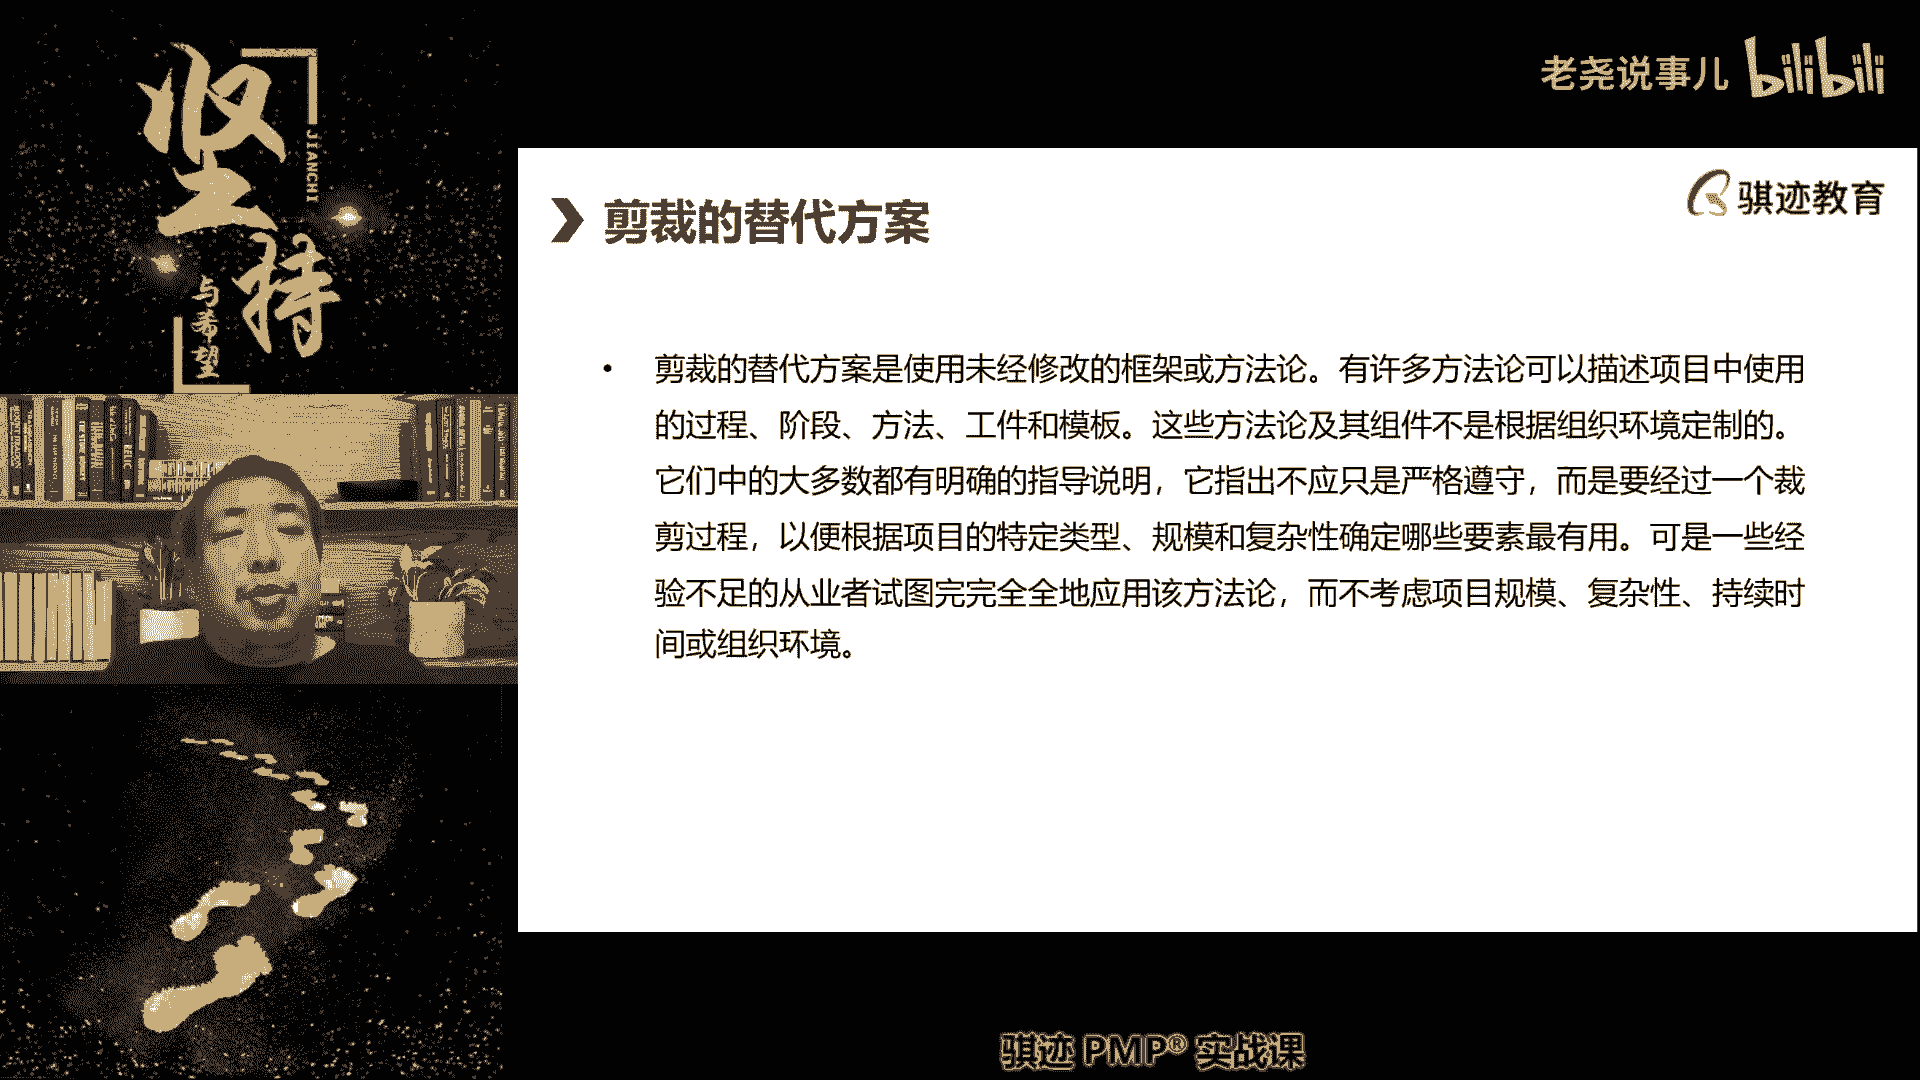 坚持
JIANCHI
与希望
老尧说事儿 bilibili
骐迹教育
剪裁的替代方案
• 剪裁的替代方案是使用未经修改的框架或方法论。有许多方法论可以描述项目中使用
的过程、阶段、方法、工件和模板。这些方法论及其组件不是根据组织环境定制的。
它们中的大多数都有明确的指导说明，它指出不应只是严格遵守，而是要经过一个裁
剪过程，以便根据项目的特定类型、规模和复杂性确定哪些要素最有用。可是一些经
验不足的从业者试图完完全全地应用该方法论，而不考虑项目规模、复杂性、持续时
间或组织环境。
骐迹 PMP® 实战课